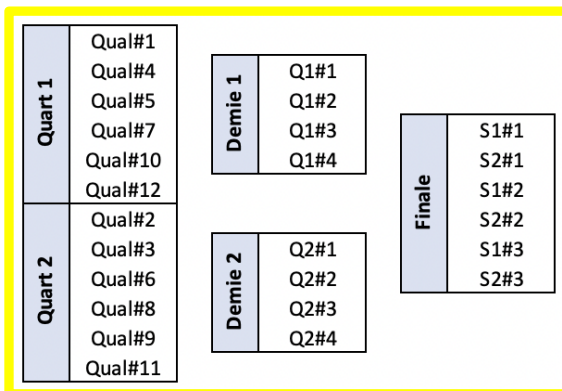 Quart 1
Qual#1
Qual#4
Qual#5
Qual#7
Qual#10
Qual#12
Quart 2
Qual#2
Qual#3
Qual#6
Qual#8
Qual#9
Qual#11
Demie 1
Q1#1
Q1#2
Q1#3
Q1#4
Demie 2
Q2#1
Q2#2
Q2#3
Q2#4
Finale
S1#1
S2#1
S1#2
S2#2
S1#3
S2#3